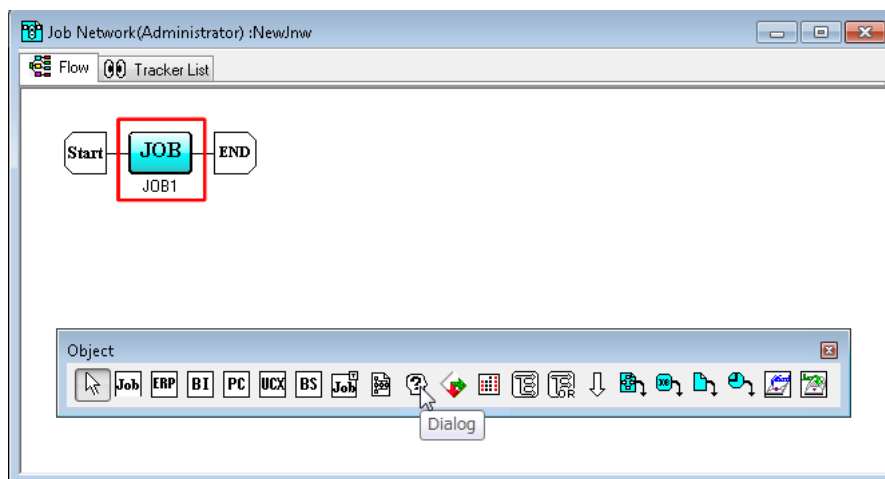 Job Network(Administrator) :NewJnw
Flow Tracker List
Start JOB END
JOB1
Object
Job ERP BI PC UCX BS Job OR
Dialog